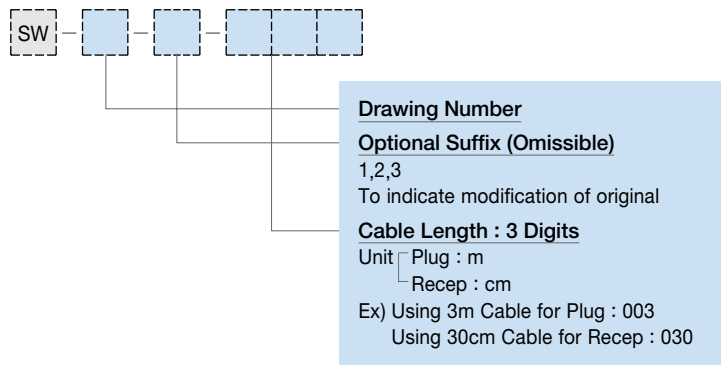 SW
Drawing Number
Optional Suffix (Omissible)
1,2,3
To indicate modification of original
Cable Length : 3 Digits
Unit Plug : m
Recep : cm
Ex) Using 3m Cable for Plug : 003
Using 30cm Cable for Recep : 030